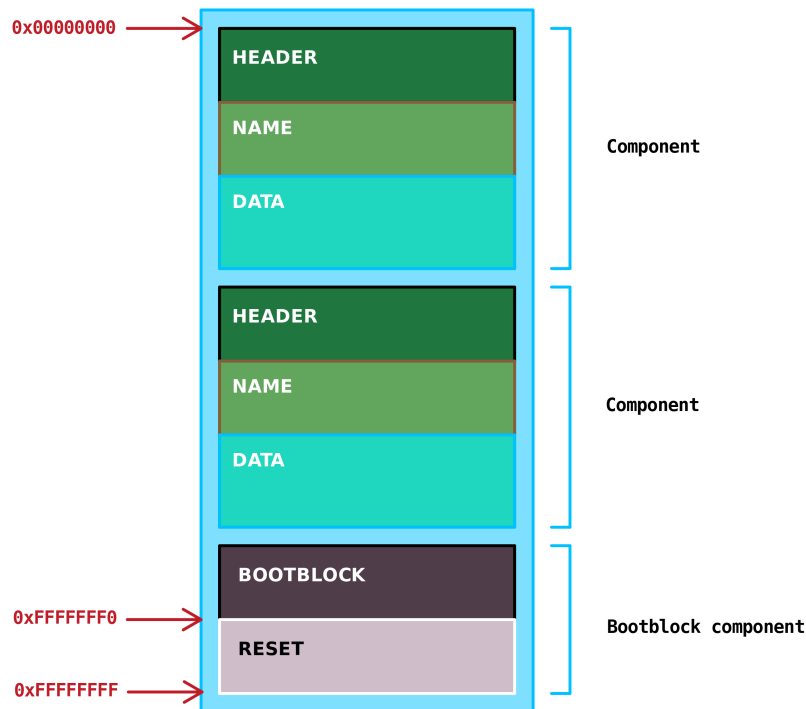 0x00000000
HEADER
NAME
Component
DATA
HEADER
NAME
Component
DATA
BOOTBLOCK
0xFFFFFFF0
Bootblock component
RESET
0xFFFFFFFF